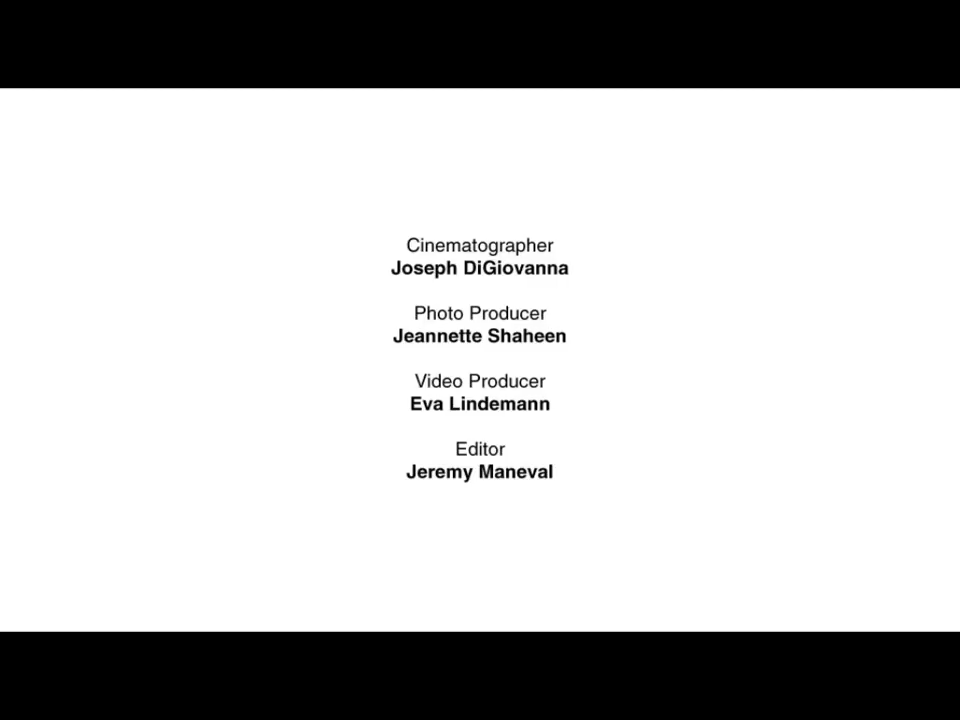 Cinematographer
Joseph DiGiovanna
Photo Producer
Jeannette Shaheen
Video Producer
Eva Lindemann
Editor
Jeremy Maneval